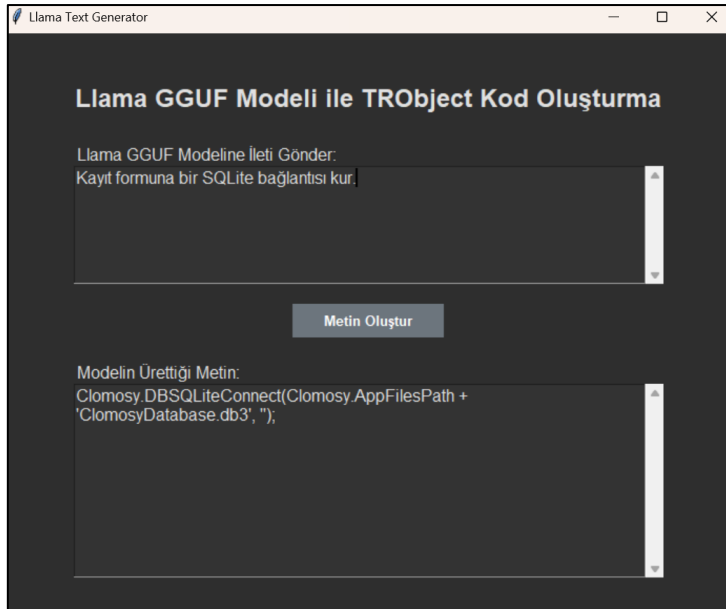 Llama Text Generator
Llama GGUF Modeli ile TRObject Kod Oluşturma
Llama GGUF Modeline İleti Gönder:
Kayıt formuna bir SQLite bağlantısı kur.
Metin Oluştur
Modelin Ürettiği Metin:
Clomosy.DBSQLiteConnect(Clomosy.AppFilesPath +
'ClomosyDatabase.db3', '');